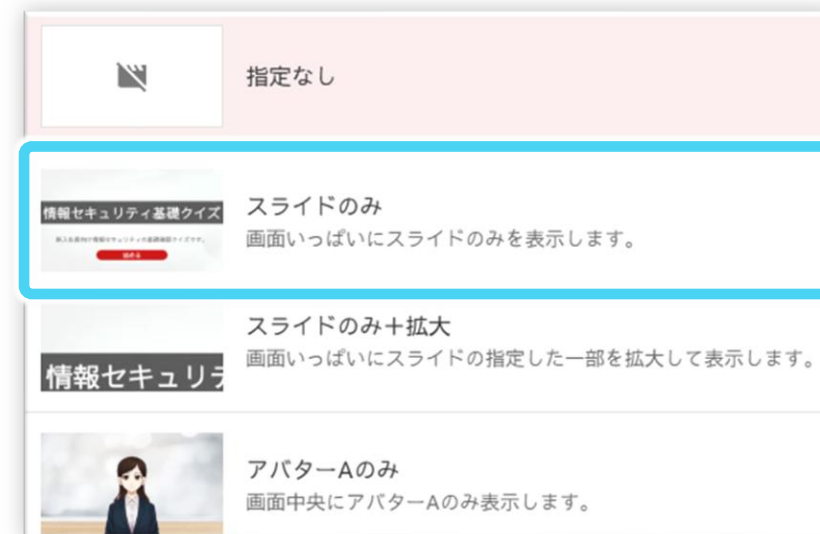 指定なし
情報セキュリティ基礎クイズ
始める
スライドのみ
画面いっぱいにスライドのみを表示します。
情報セキュリテ
スライドのみ＋拡大
画面いっぱいにスライドの指定した一部を拡大して表示します。
アバターAのみ
画面中央にアバターAのみ表示します。